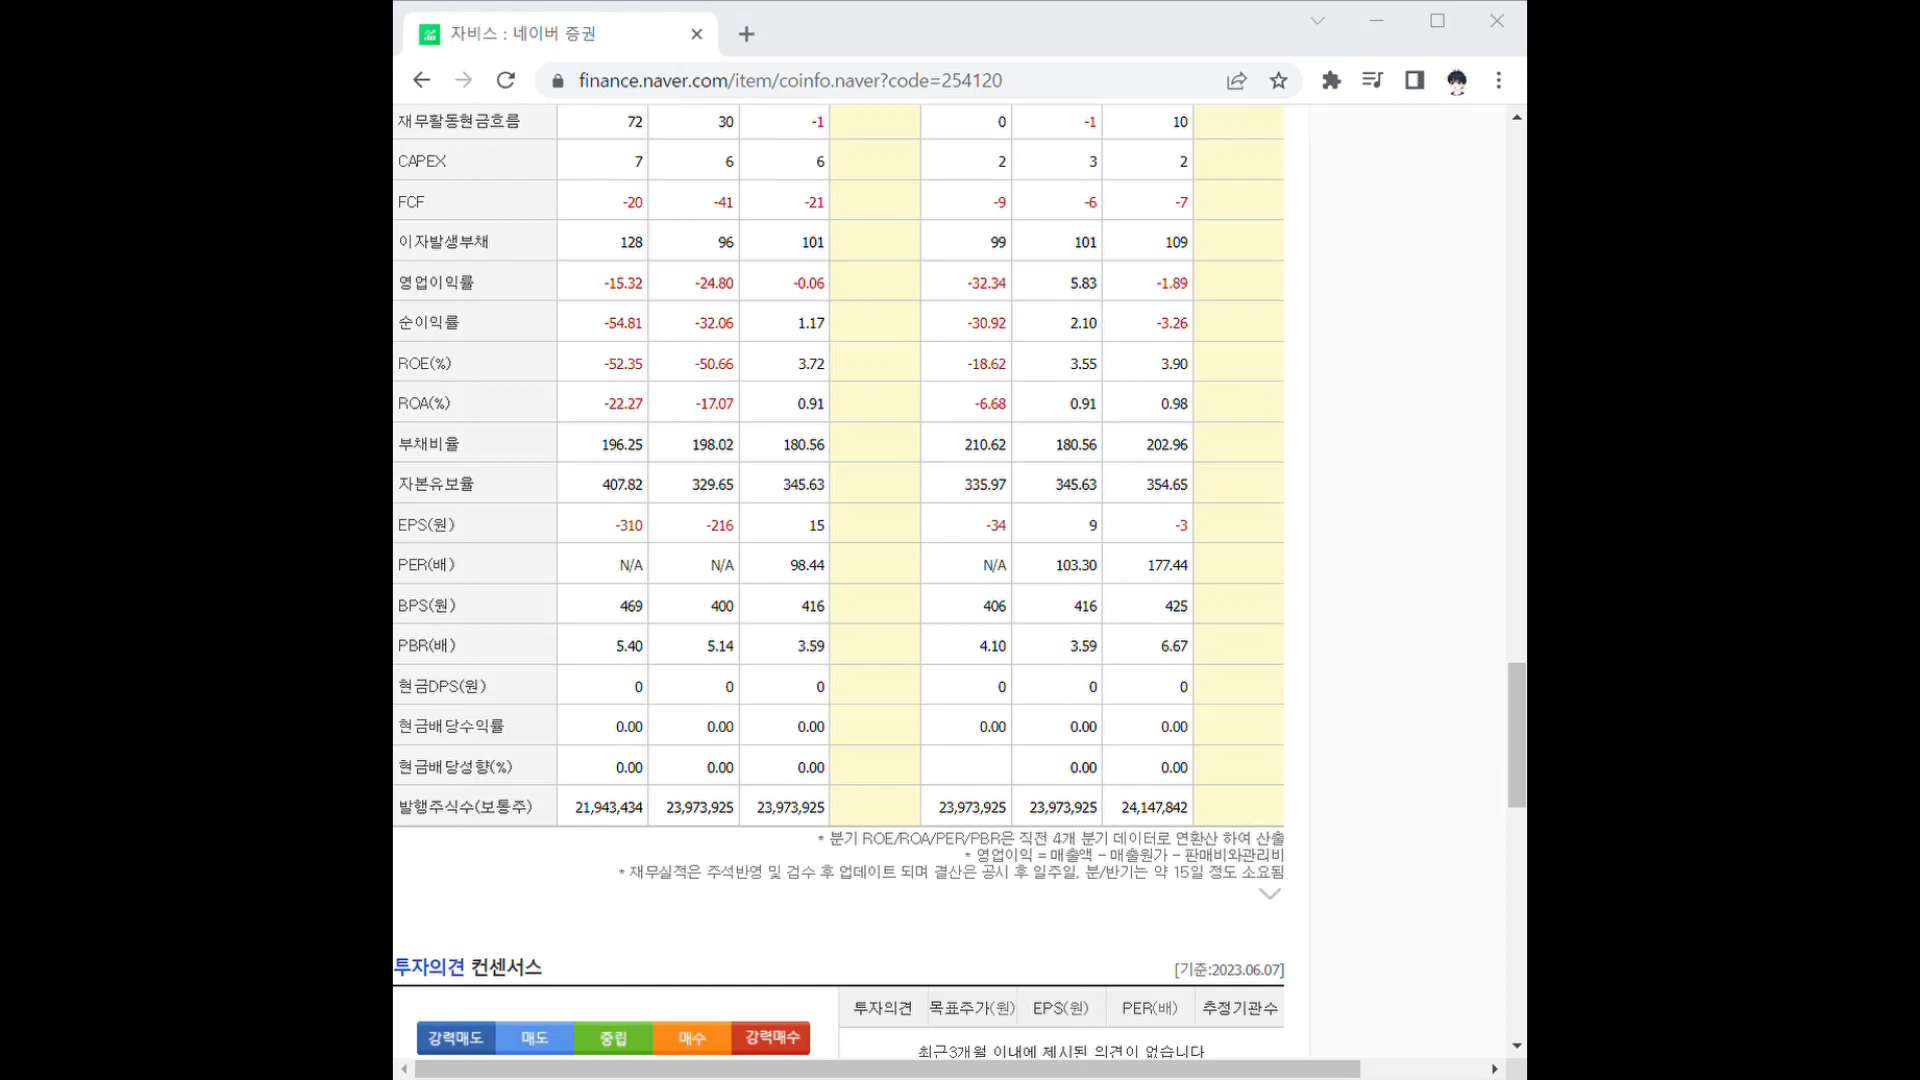 자비스 : 네이버 증권
finance.naver.com/item/coinfo.naver?code=254120
재무활동현금흐름 72 30 -1 0 -1 10
CAPEX 7 6 6 2 3 2
FCF -20 -41 -21 -9 -6 -7
이자발생부채 128 96 101 99 101 109
영업이익률 -15.32 -24.80 -0.06 -32.34 5.83 -1.89
순이익률 -54.81 -32.06 1.17 -30.92 2.10 -3.26
ROE(%) -52.35 -50.66 3.72 -18.62 3.55 3.90
ROA(%) -22.27 -17.07 0.91 -6.68 0.91 0.98
부채비율 196.25 198.02 180.56 210.62 180.56 202.96
자본유보율 407.82 329.65 345.63 335.97 345.63 354.65
EPS(원) -310 -216 15 -34 9 -3
PER(배) N/A N/A 98.44 N/A 103.30 177.44
BPS(원) 469 400 416 406 416 425
PBR(배) 5.40 5.14 3.59 4.10 3.59 6.67
현금DPS(원) 0 0 0 0 0 0
현금배당수익률 0.00 0.00 0.00 0.00 0.00 0.00
현금배당성향(%) 0.00 0.00 0.00 0.00 0.00
발행주식수(보통주) 21,943,434 23,973,925 23,973,925 23,973,925 23,973,925 24,147,842
* 분기 ROE/ROA/PER/PBR은 직전 4개 분기 데이터로 연환산 하여 산출
* 영업이익 = 매출액 - 매출원가 - 판매비와관리비
* 재무실적은 주석반영 및 검수 후 업데이트 되며 결산은 공시 후 일주일, 분/반기는 약 15일 정도 소요됨
투자의견 컨센서스 [기준:2023.06.07]
투자의견 목표주가(원) EPS(원) PER(배) 추정기관수
강력매도 매도 중립 매수 강력매수
최근3개월 이내에 제시된 의견이 없습니다